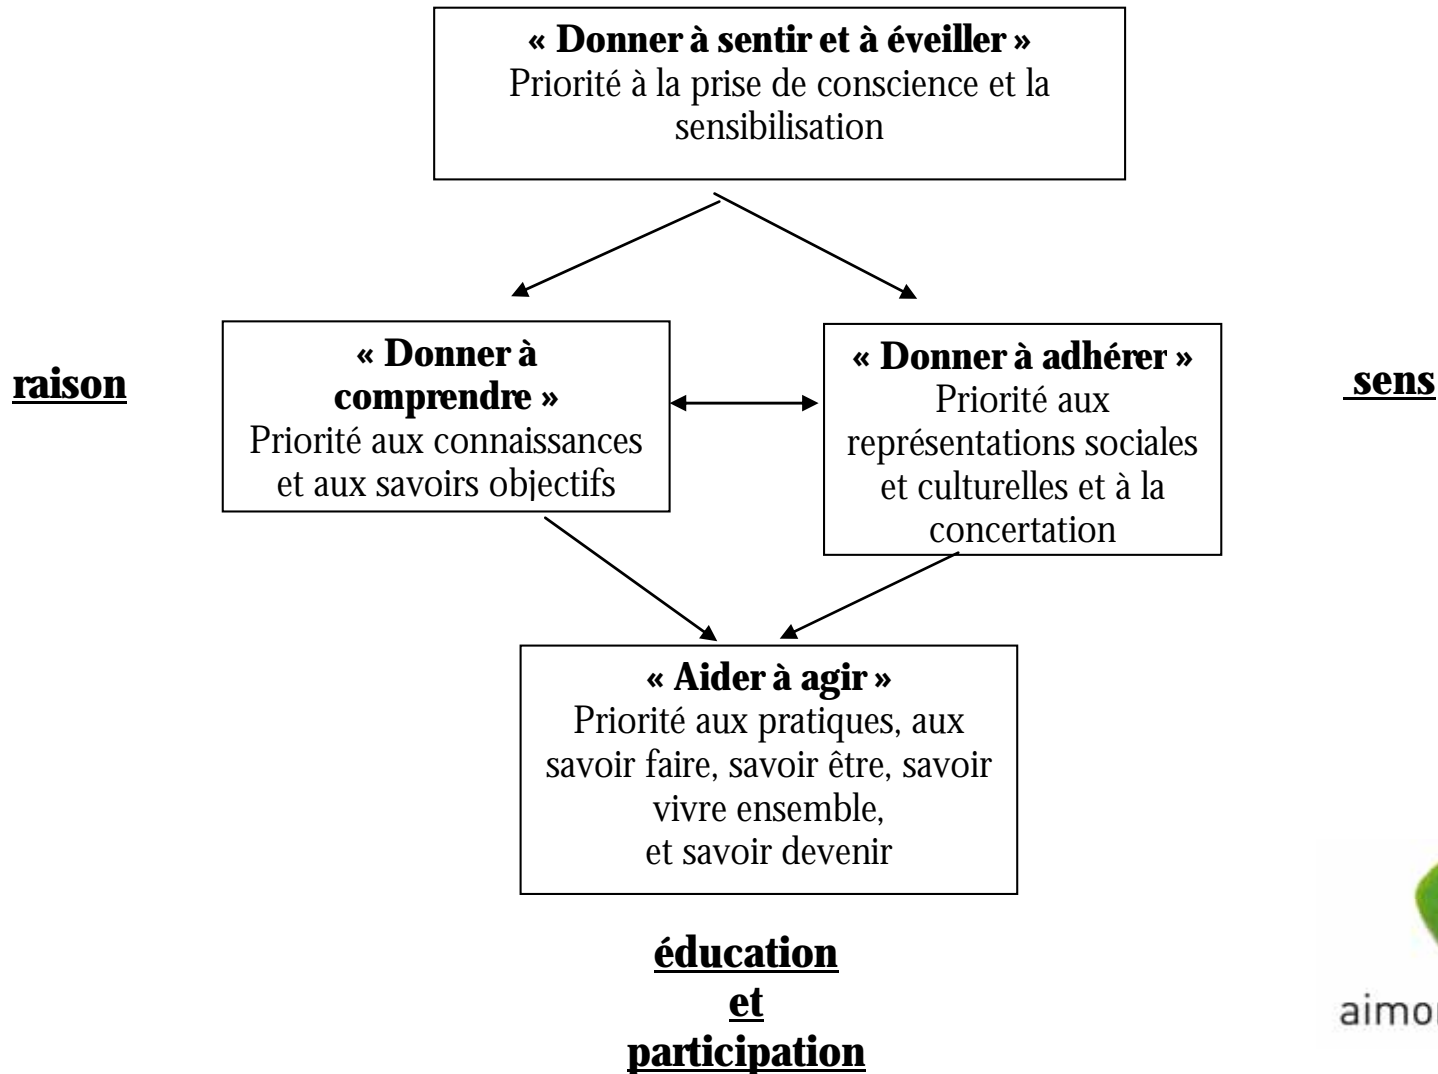 « Donner à sentir et à éveiller »
Priorité à la prise de conscience et la
sensibilisation
raison
« Donner à
comprendre »
Priorité aux connaissances
et aux savoirs objectifs
« Donner à adhérer »
Priorité aux
représentations sociales
et culturelles et à la
concertation
sens
« Aider à agir »
Priorité aux pratiques, aux
savoir faire, savoir être, savoir
vivre ensemble,
et savoir devenir
éducation
et
participation